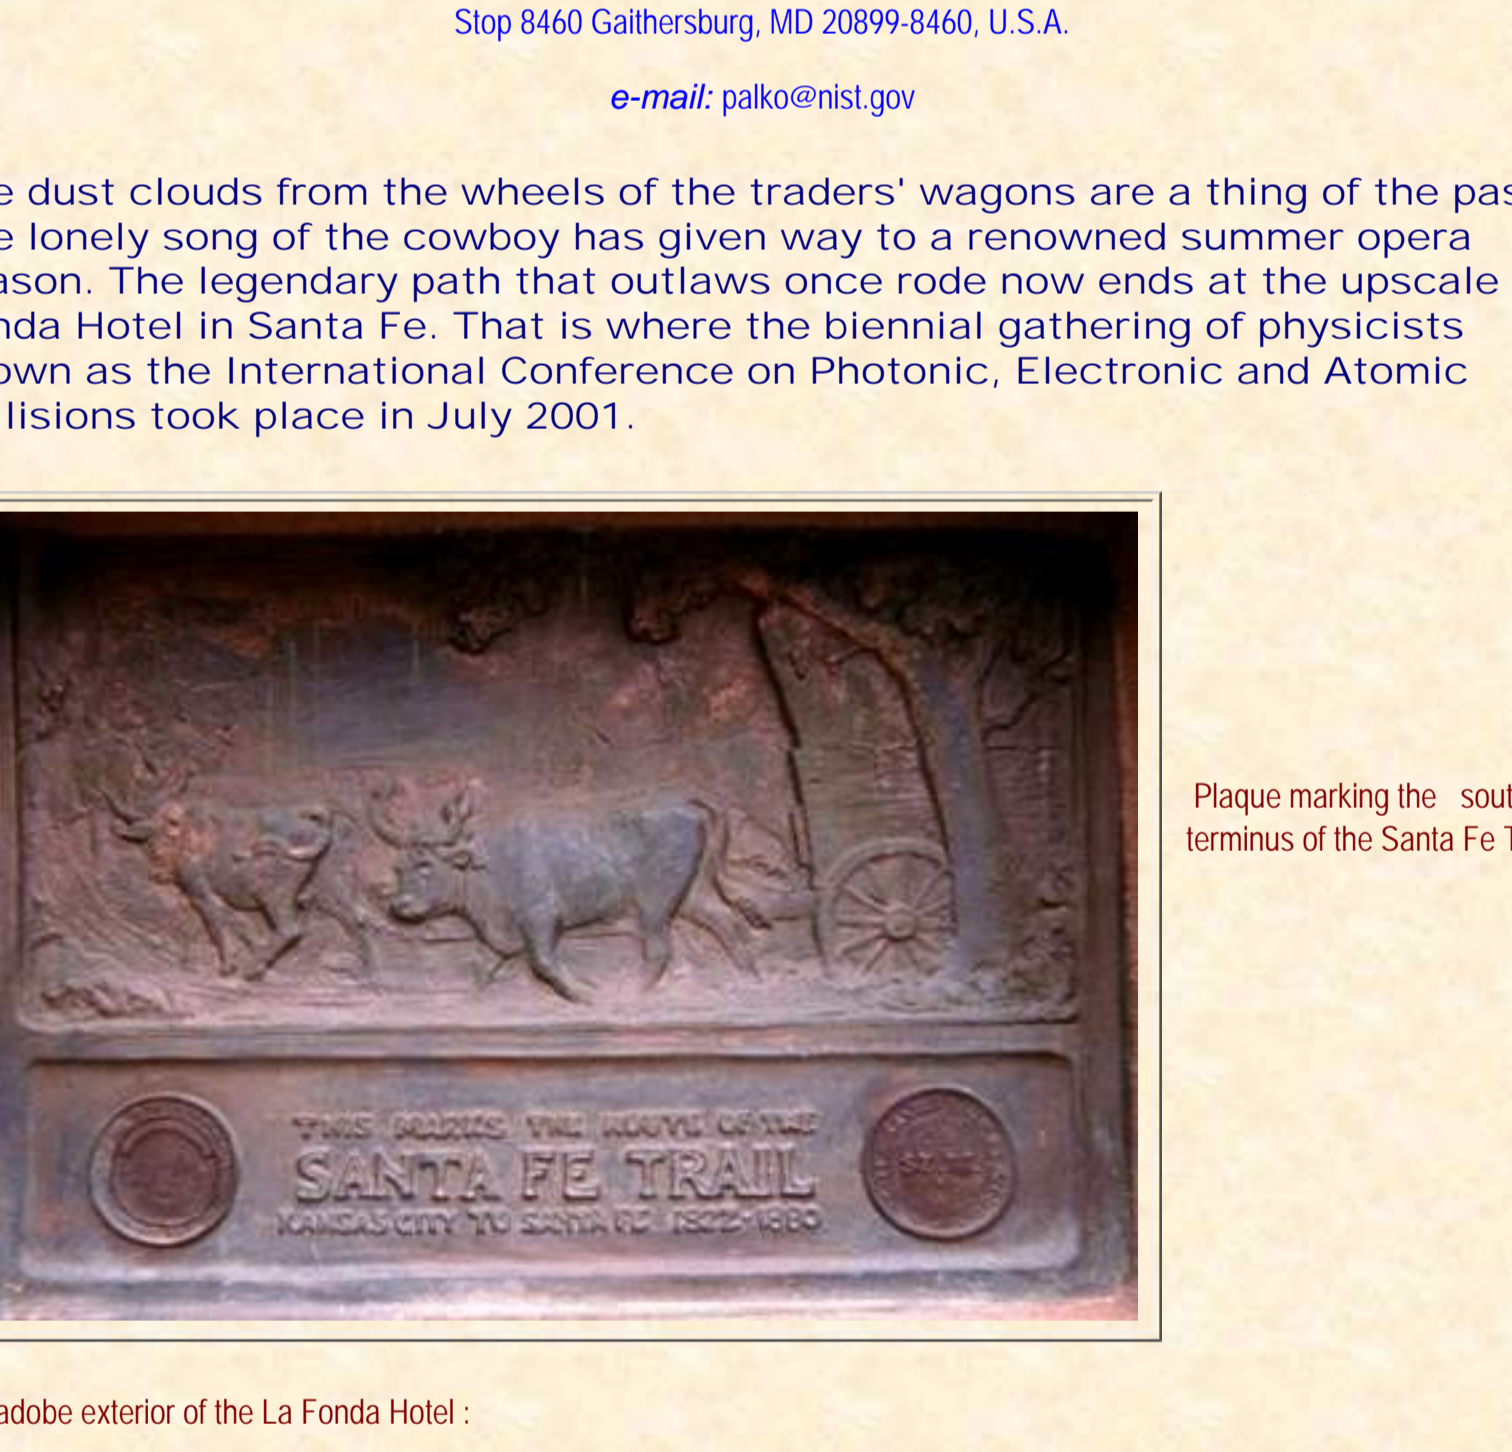 Stop 8460 Gaithersburg, MD 20899-8460, U.S.A.
e-mail: palko@nist.gov
e dust clouds from the wheels of the traders' wagons are a thing of the pas
e lonely song of the cowboy has given way to a renowned summer opera
ason. The legendary path that outlaws once rode now ends at the upscale
nda Hotel in Santa Fe. That is where the biennial gathering of physicists
own as the International Conference on Photonic, Electronic and Atomic
lisions took place in July 2001.
THIS MARKS THE ROUTE OF THE
SANTA FE TRAIL
KANSAS CITY TO SANTA FE 1822-1880
Plaque marking the sout
terminus of the Santa Fe T
adobe exterior of the La Fonda Hotel :